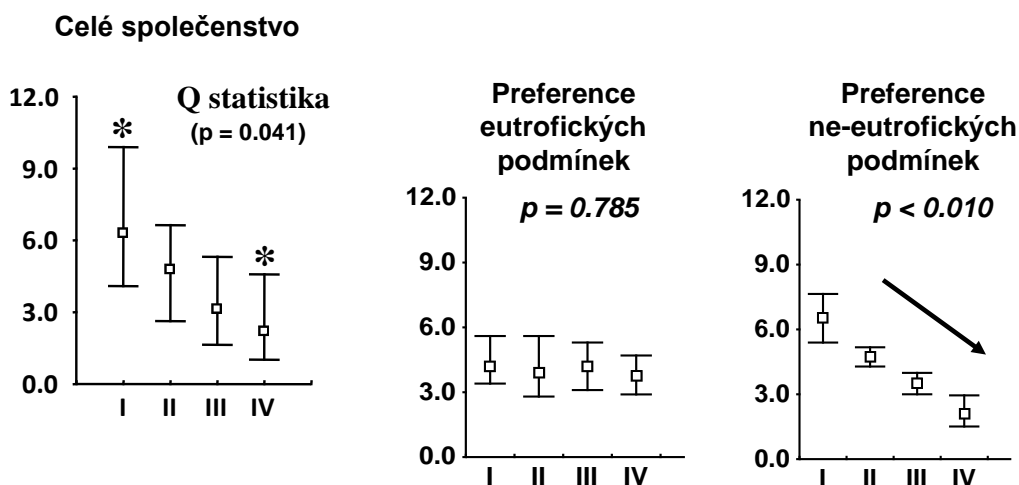 Celé společenstvo
12.0
9.0
6.0
3.0
0.0
*
*
Q statistika
(p = 0.041)
I II III IV
Preference
eutrofických
podmínek
12.0
9.0
6.0
3.0
0.0
p = 0.785
I II III IV
Preference
ne-eutrofických
podmínek
12.0
9.0
6.0
3.0
0.0
p < 0.010
I II III IV